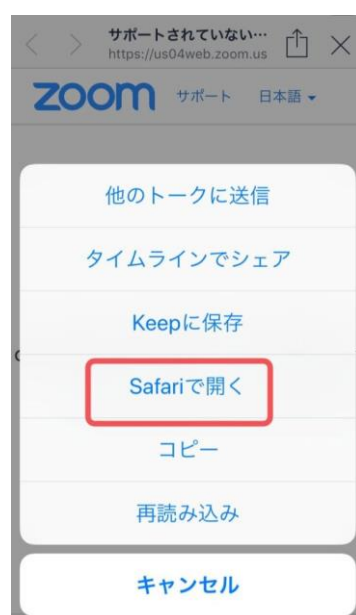 サポートされていない…
https://us04web.zoom.us
zoom サポート 日本語
他のトークに送信
タイムラインでシェア
Keepに保存
Safariで開く
コピー
再読み込み
キャンセル